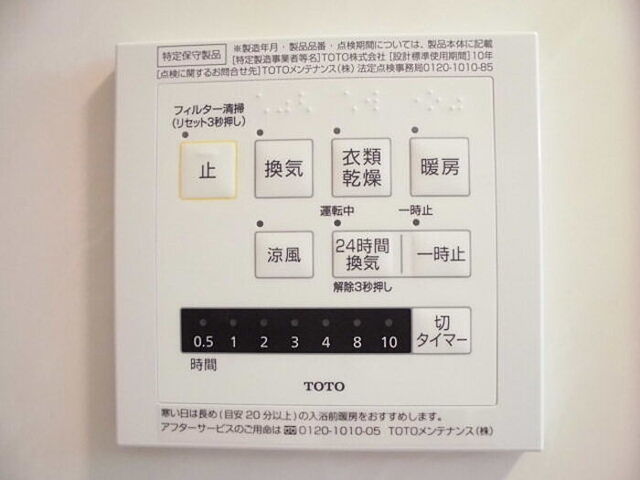 特定保守製品
※製造年月・製品品番・点検期間については、製品本体に記載
[特定製造事業者等名]TOTO株式会社 [設計標準使用期間]10年
[点検に関するお問合せ先]TOTOメンテナンス(株) 法定点検事務局0120-1010-85
フィルター清掃
(リセット3秒押し)
止
換気
衣類
乾燥
暖房
運転中
一時止
涼風
24時間
換気
一時止
解除3秒押し
0.5 1 2 3 4 8 10
切
タイマー
時間
TOTO
寒い日は長め(目安20分以上)の入浴前暖房をおすすめします。
アフターサービスのご用命は 0120-1010-05 TOTOメンテナンス(株)